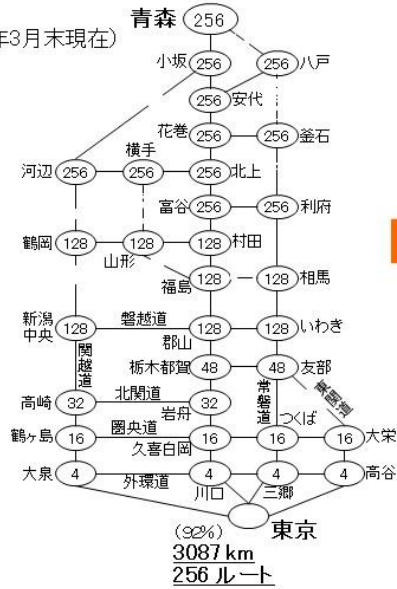 青森 256
年3月末現在)
小坂 256 256 八戸
256 安代
花巻 256 256 釜石
横手
河辺 256 256 256 北上
富谷 256 256 利府
鶴岡 128 128 128 村田
山形
福島 128 128 相馬
新潟中央 128 磐越道 128 128 いわき
郡山
関越道
栃木都賀 48 48 友部
常磐道
東関道
高崎 32 北関道 32
岩舟
つくば
鶴ヶ島 16 圏央道 16 16 16 大栄
久喜白岡
大泉 4 外環道 4 4 4 高谷
川口 三郷
東京
(92%)
3087 km
256 ルート